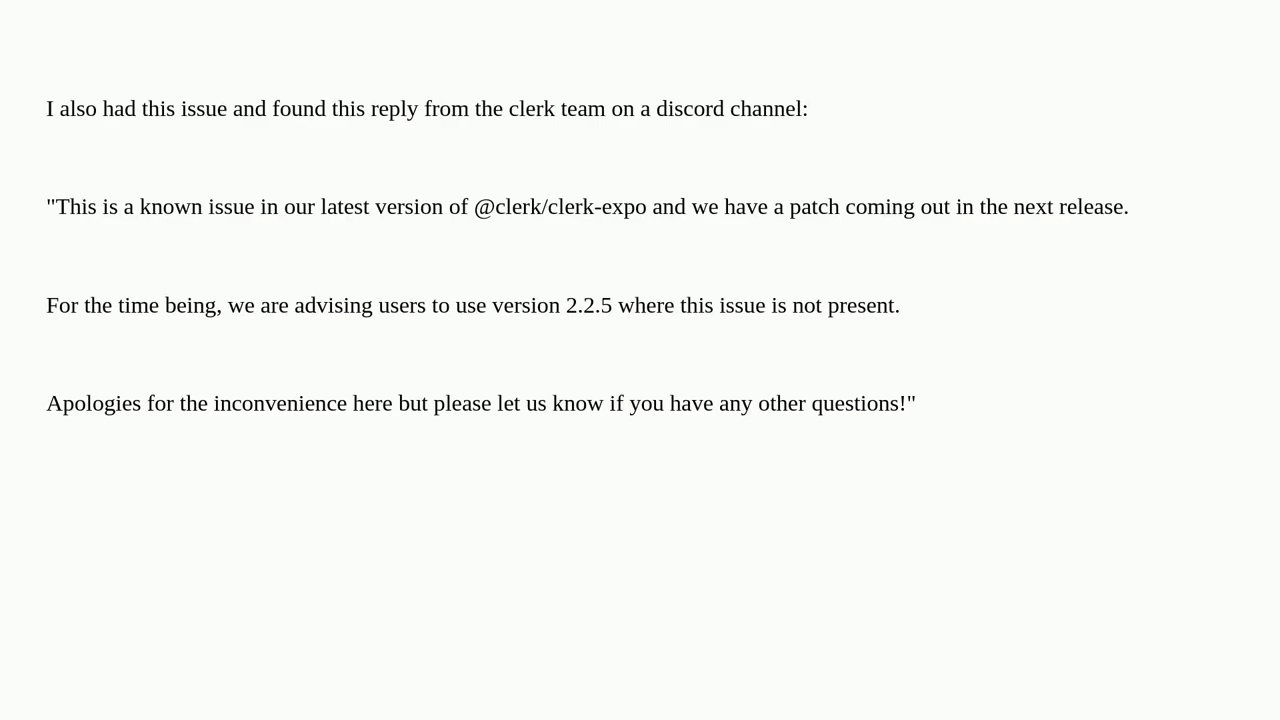 I also had this issue and found this reply from the clerk team on a discord channel:
"This is a known issue in our latest version of @clerk/clerk-expo and we have a patch coming out in the next release.
For the time being, we are advising users to use version 2.2.5 where this issue is not present.
Apologies for the inconvenience here but please let us know if you have any other questions!"